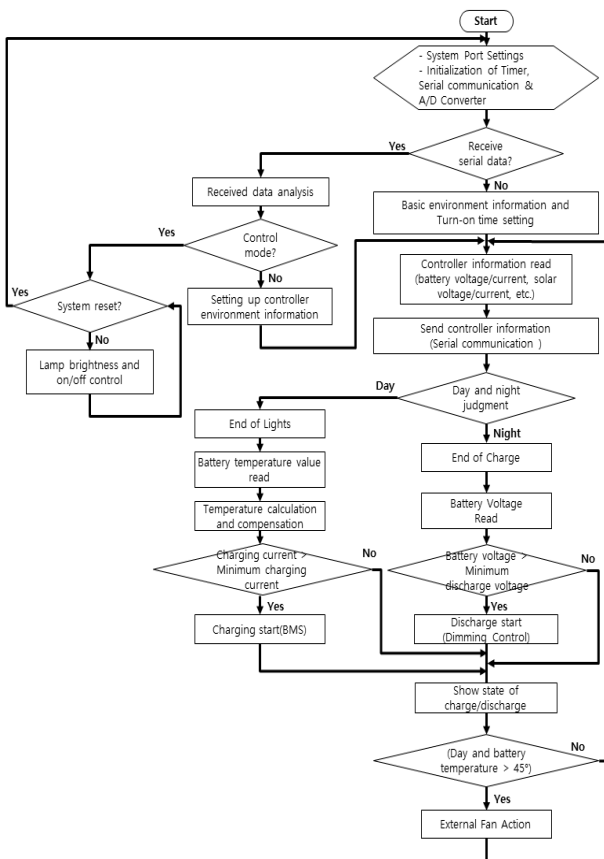 Start
- System Port Settings
- Initialization of Timer,
Serial communication &
A/D Converter
Receive
serial data?
Yes
No
Received data analysis
Basic environment information and
Turn-on time setting
Control
mode?
Yes
No
System reset?
Yes
No
Setting up controller
environment information
Controller information read
(battery voltage/current, solar
voltage/current, etc.)
Lamp brightness and
on/off control
Send controller information
(Serial communication )
Day and night
judgment
Day
Night
End of Lights
End of Charge
Battery temperature value
read
Battery Voltage
Read
Temperature calculation
and compensation
Charging current >
Minimum charging
current
No
Yes
Battery voltage >
Minimum
discharge voltage
No
Yes
Charging start(BMS)
Discharge start
(Dimming Control)
Show state of
charge/discharge
(Day and battery
temperature > 45°)
No
Yes
External Fan Action